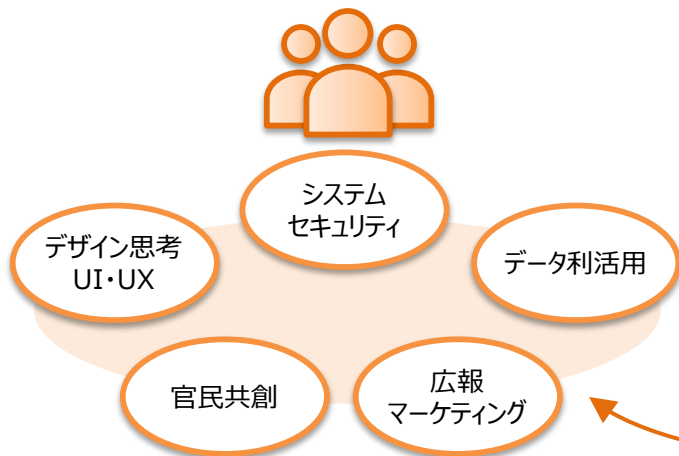 システム
セキュリティ
デザイン思考
UI・UX
データ利活用
官民共創
広報
マーケティング